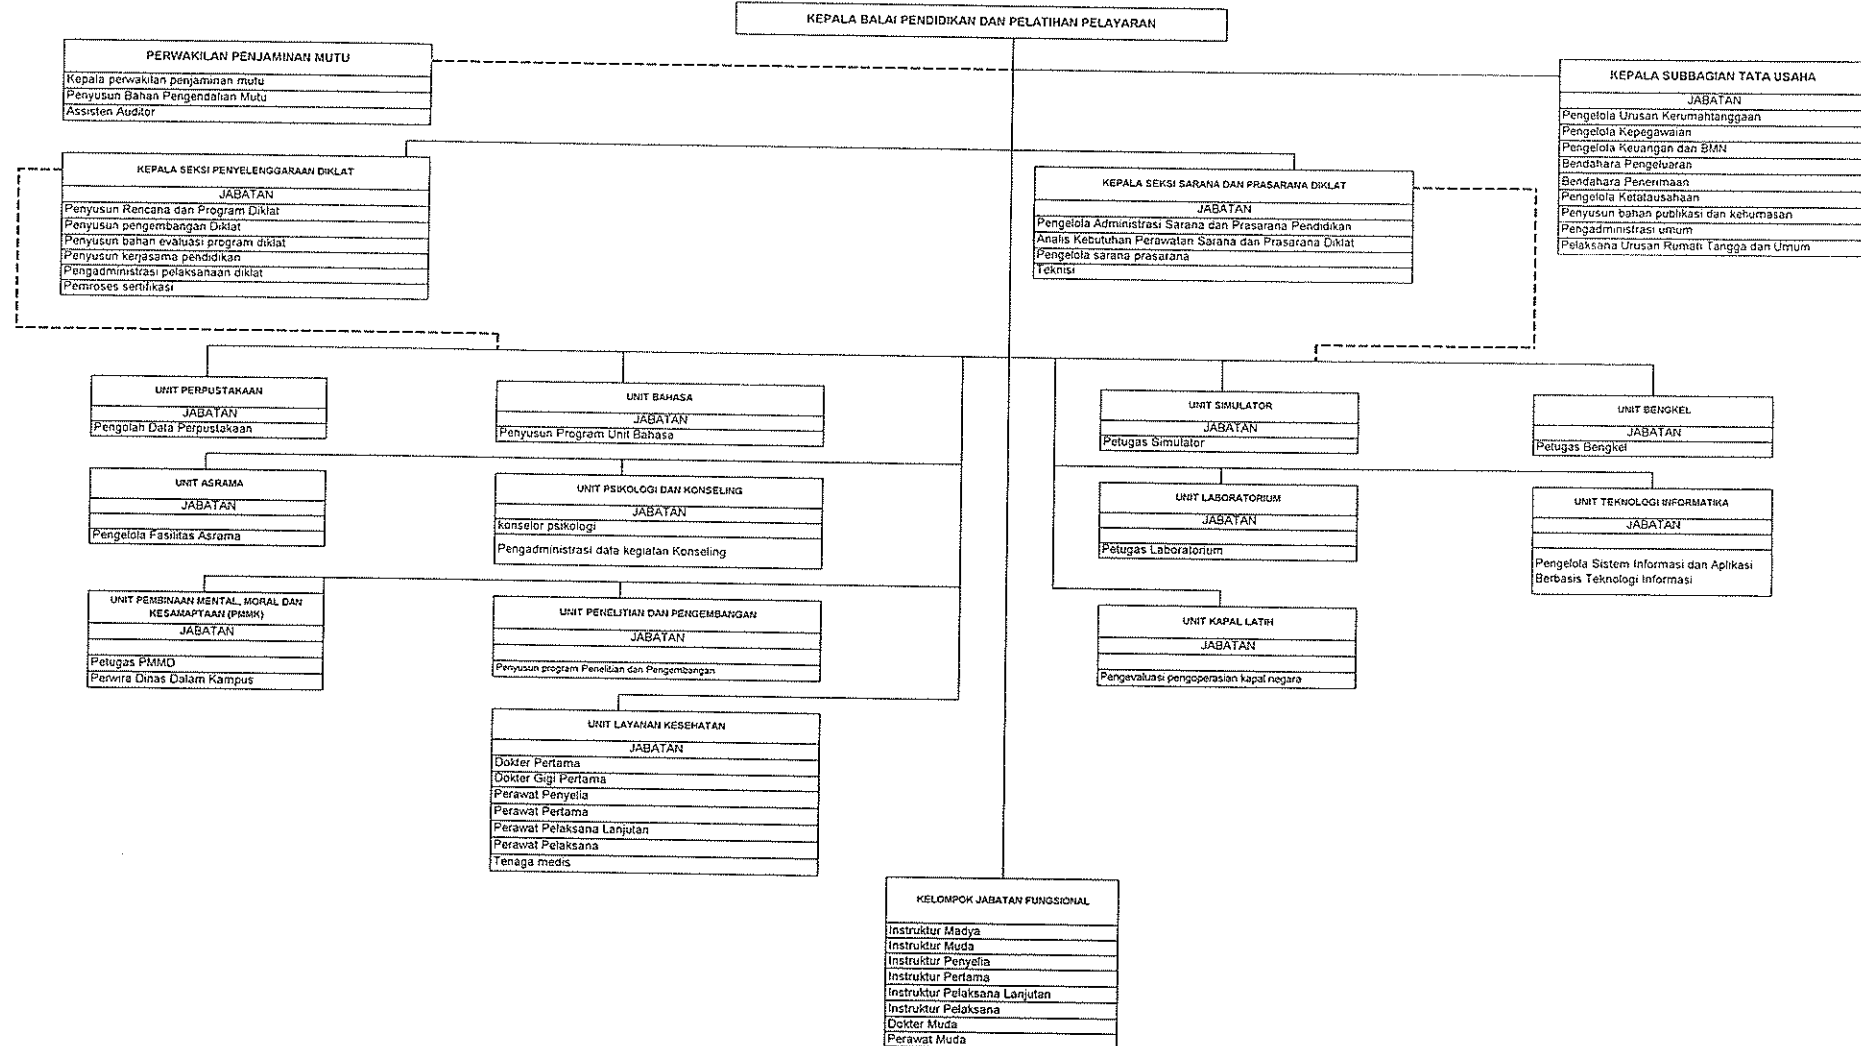 KEPALA BALAI PENDIDIKAN DAN PELATIHAN PELAYARAN
PERWAKILAN PENJAMINAN MUTU
Kepala perwakilan penjaminan mutu
Penyusun Bahan Pengendalian Mutu
Assisten Auditor
KEPALA SUBBAGIAN TATA USAHA
JABATAN
Pengelola Urusan Kerumahtanggaan
Pengelola Kepegawaian
Pengelola Keuangan dan BMN
Bendahara Pengeluaran
Bendahara Penerimaan
Pengelola Ketatausahaan
Penyusun bahan publikasi dan kehumasan
Pengadministrasi umum
Pelaksana Urusan Rumah Tangga dan Umum
KEPALA SEKSI PENYELENGGARAAN DIKLAT
JABATAN
Penyusun Rencana dan Program Diklat
Penyusun pengembangan Diklat
Penyusun bahan evaluasi program diklat
Penyusun kerjasama pendidikan
Pengadministrasi pelaksanaan diklat
Pemroses sertifikasi
KEPALA SEKSI SARANA DAN PRASARANA DIKLAT
JABATAN
Pengelola Administrasi Sarana dan Prasarana Pendidikan
Analis Kebutuhan Perawatan Sarana dan Prasarana Diklat
Pengelola sarana prasarana
Teknisi
UNIT PERPUSTAKAAN
JABATAN
Pengolah Data Perpustakaan
UNIT BAHASA
JABATAN
Penyusun Program Unit Bahasa
UNIT SIMULATOR
JABATAN
Petugas Simulator
UNIT BENGKEL
JABATAN
Petugas Bengkel
UNIT ASRAMA
JABATAN
Pengelola Fasilitas Asrama
UNIT PSIKOLOGI DAN KONSELING
JABATAN
konselor psikologi
Pengadministrasi data kegiatan Konseling
UNIT LABORATORIUM
JABATAN
Petugas Laboratorium
UNIT TEKNOLOGI INFORMATIKA
JABATAN
Pengelola Sistem Informasi dan Aplikasi
Berbasis Teknologi Informasi
UNIT PEMBINAAN MENTAL, MORAL DAN
KESAMAPTAAN (PMMK)
JABATAN
Petugas PMMD
Perwira Dinas Dalam Kampus
UNIT PENELITIAN DAN PENGEMBANGAN
JABATAN
Penyusun program Penelitian dan Pengembangan
UNIT KAPAL LATIH
JABATAN
Pengevaluasi pengoperasian kapal negara
UNIT LAYANAN KESEHATAN
JABATAN
Dokter Pertama
Dokter Gigi Pertama
Perawat Penyelia
Perawat Pertama
Perawat Pelaksana Lanjutan
Perawat Pelaksana
Tenaga medis
KELOMPOK JABATAN FUNGSIONAL
Instruktur Madya
Instruktur Muda
Instruktur Penyelia
Instruktur Pertama
Instruktur Pelaksana Lanjutan
Instruktur Pelaksana
Dokter Muda
Perawat Muda